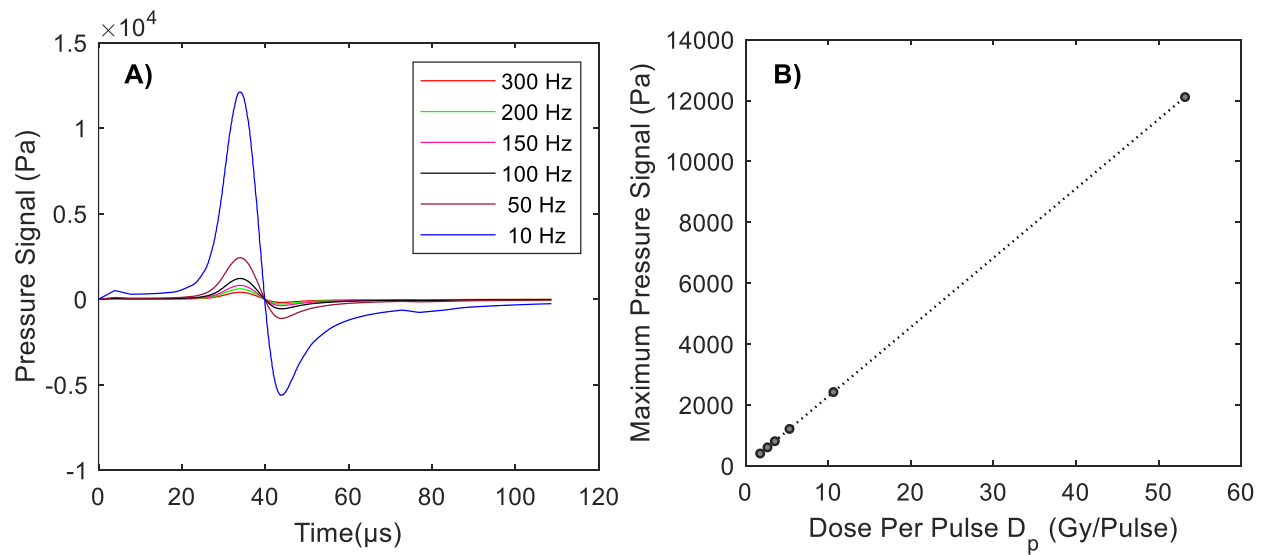 ×10⁴
A)
1.5
1
0.5
0
-0.5
-1
0 20 40 60 80 100 120
Pressure Signal (Pa)
Time(μs)
300 Hz
200 Hz
150 Hz
100 Hz
50 Hz
10 Hz
B)
14000
12000
10000
8000
6000
4000
2000
0
0 10 20 30 40 50 60
Maximum Pressure Signal (Pa)
Dose Per Pulse Dₚ (Gy/Pulse)